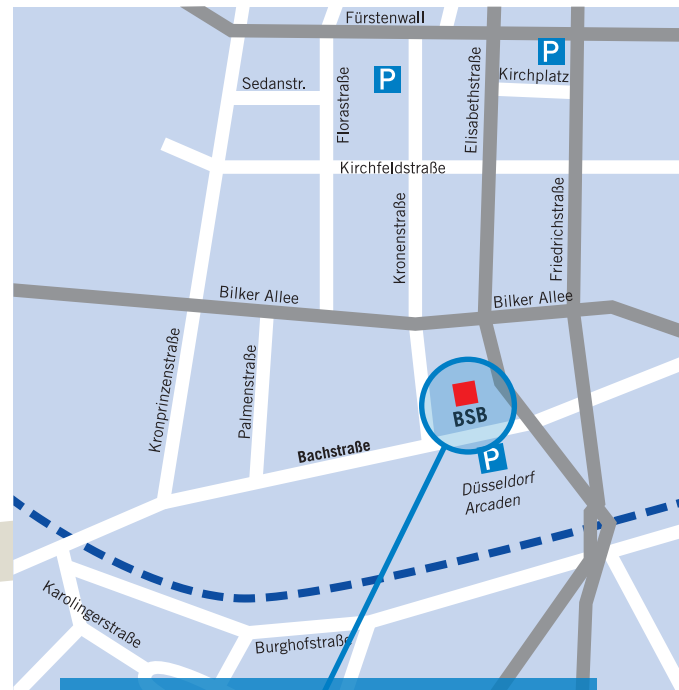 Fürstenwall
P
P
Kirchplatz
Sedanstr.
Florastraße
Elisabethstraße
Kirchfeldstraße
Kronenstraße
Friedrichstraße
Bilker Allee
Bilker Allee
Kronprinzenstraße
Palmenstraße
BSB
Bachstraße
P
Düsseldorf
Arcaden
Karolingerstraße
Burghofstraße